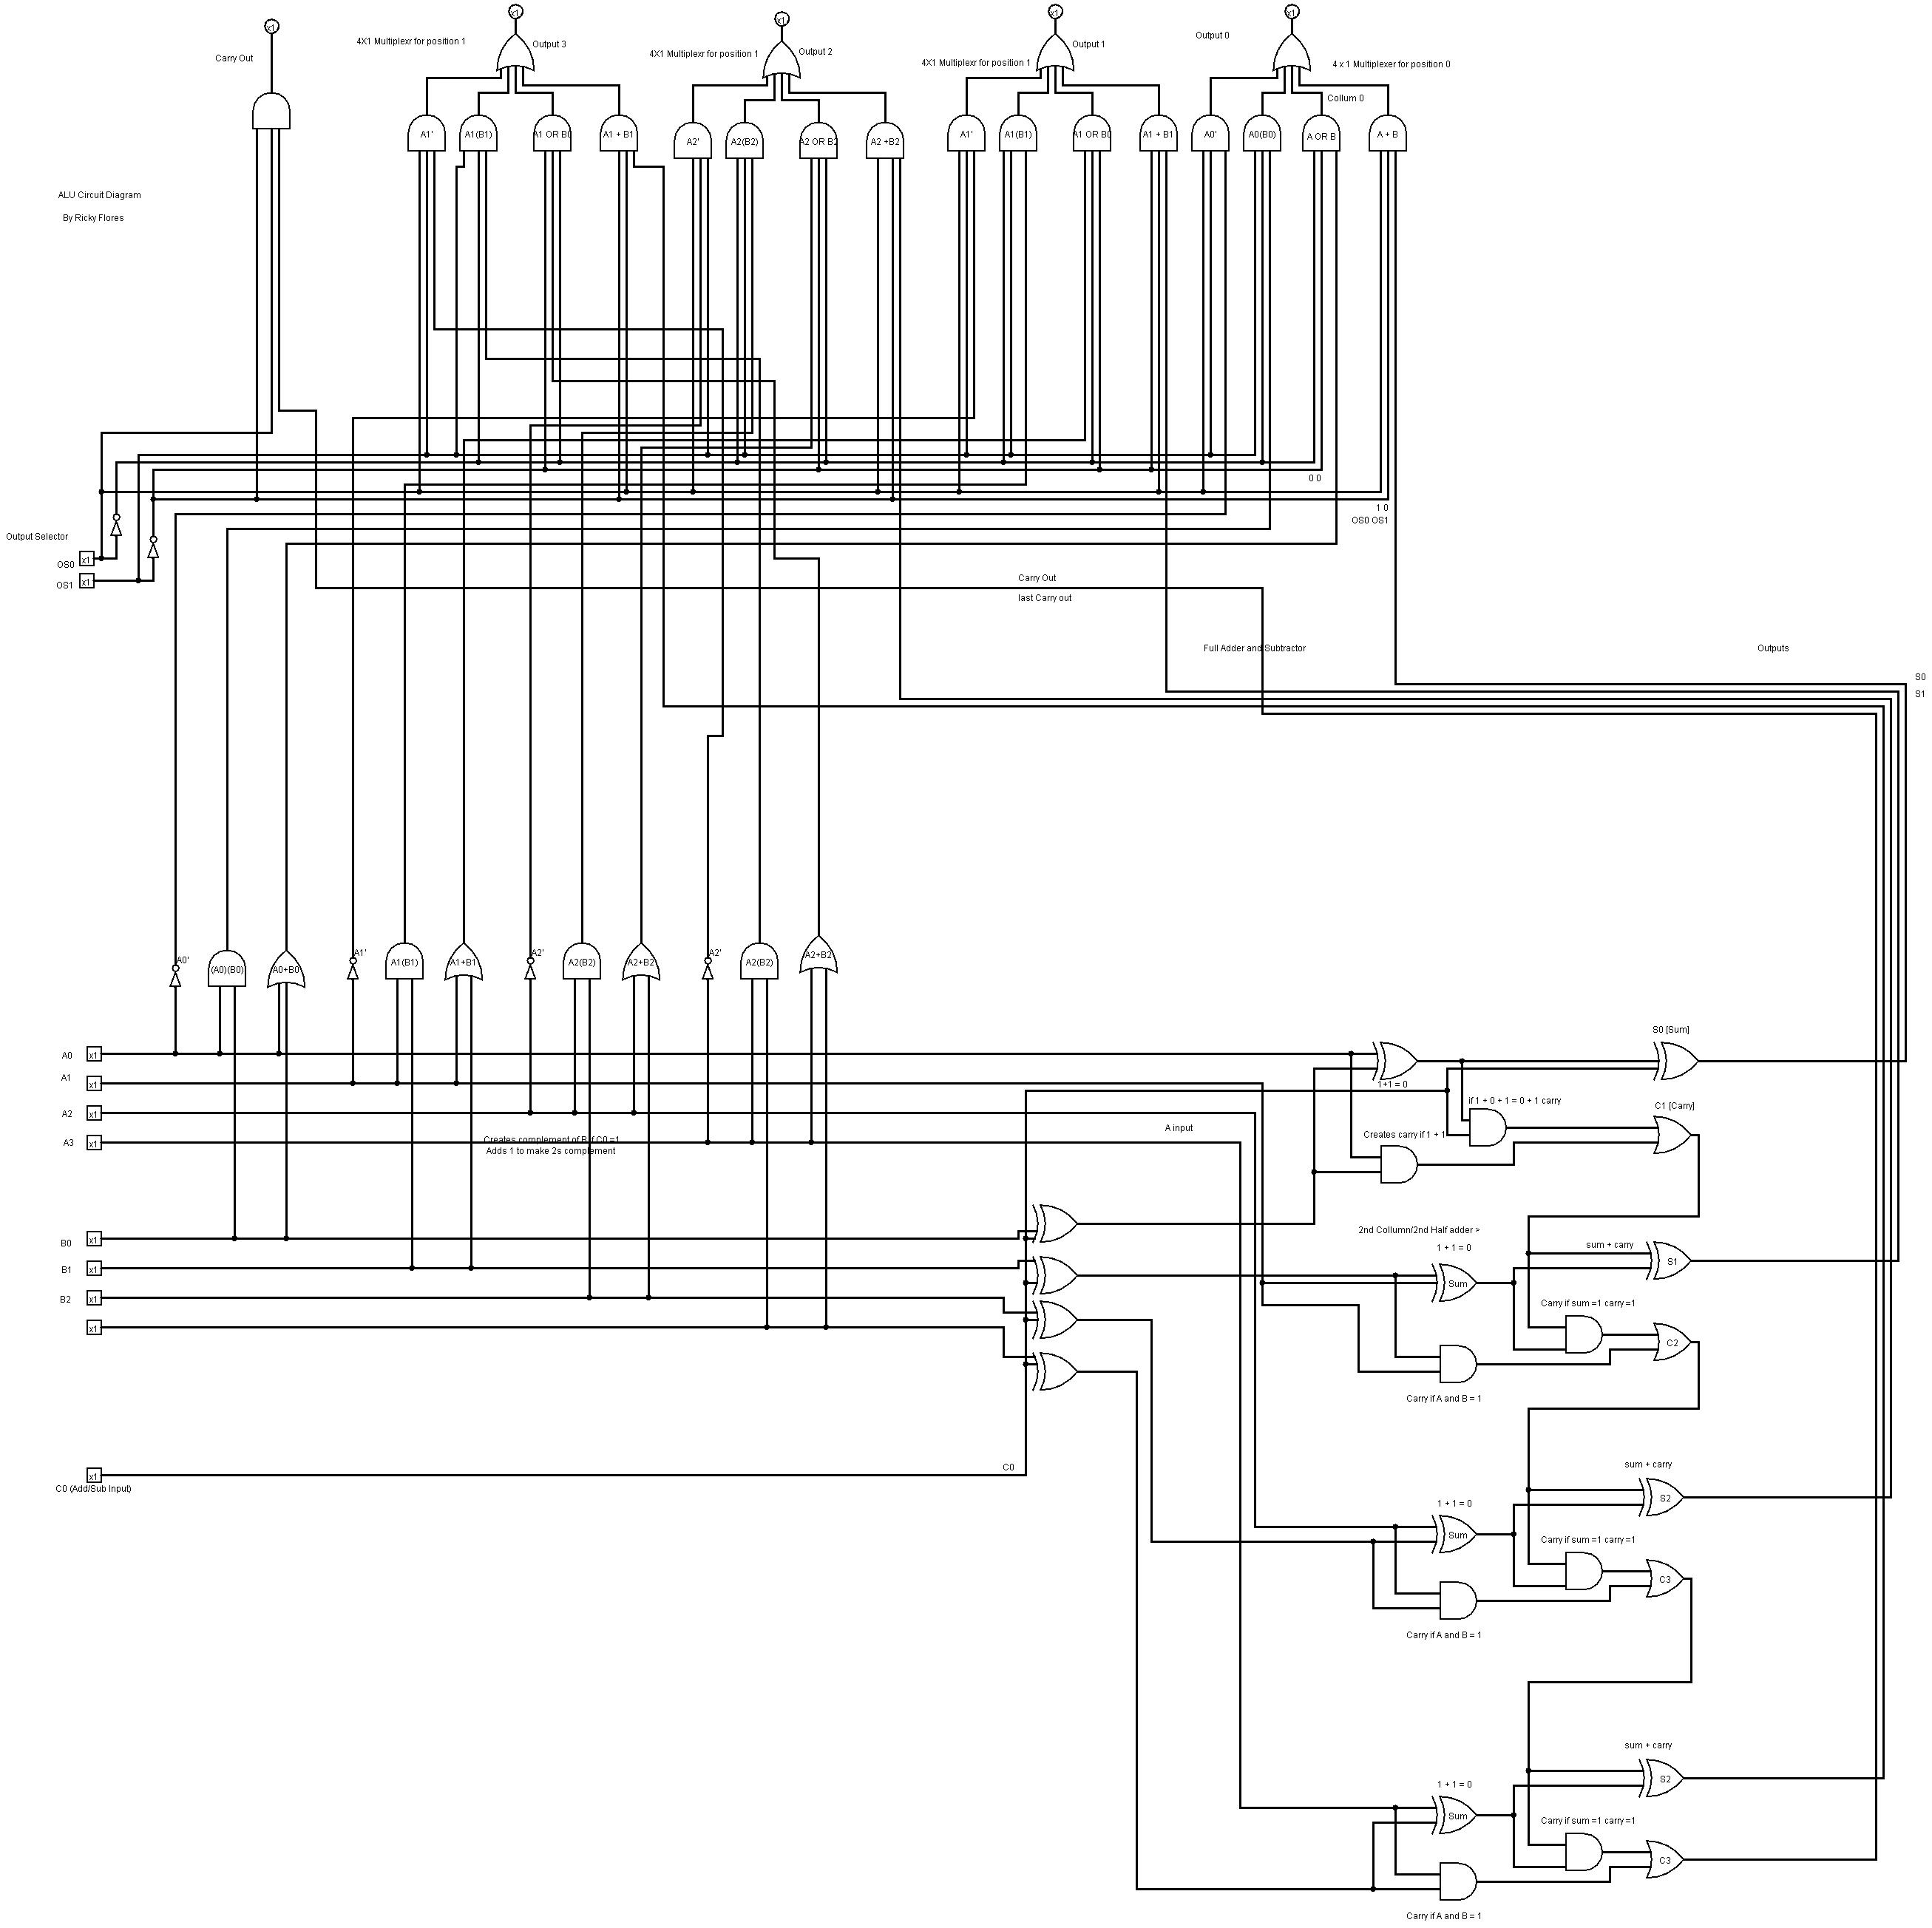 x1
x1
x1
x1
x1
Carry Out
4X1 Multiplexr for position 1
Output 3
4X1 Multiplexr for position 1
Output 2
4X1 Multiplexr for position 1
Output 1
Output 0
4 x 1 Multiplexer for position 0
Collum 0
A1'
A1(B1)
A1 OR B0
A1 + B1
A2'
A2(B2)
A2 OR B2
A2 +B2
A1'
A1(B1)
A1 OR B0
A1 + B1
A0'
A0(B0)
A OR B
A + B
ALU Circuit Diagram
By Ricky Flores
0 0
1 0
OS0 OS1
Output Selector
OS0
x1
OS1
x1
Carry Out
last Carry out
Full Adder and Subtractor
Outputs
S0
S1
A0'
(A0)(B0)
A0+B0
A1'
A1(B1)
A1+B1
A2'
A2(B2)
A2+B2
A2'
A2(B2)
A2+B2
A0
x1
A1
x1
A2
x1
A3
x1
S0 [Sum]
1+1 = 0
if 1 + 0 + 1 = 0 + 1 carry
C1 [Carry]
Creates carry if 1 + 1
A input
Creates complement of B if C0 =1
Adds 1 to make 2s complement
B0
x1
B1
x1
B2
x1
x1
2nd Collumn/2nd Half adder >
1 + 1 = 0
sum + carry
Sum
S1
Carry if sum =1 carry =1
C2
Carry if A and B = 1
C0
x1
C0 (Add/Sub Input)
sum + carry
1 + 1 = 0
S2
Sum
Carry if sum =1 carry =1
C3
Carry if A and B = 1
sum + carry
1 + 1 = 0
S2
Sum
Carry if sum =1 carry =1
C3
Carry if A and B = 1